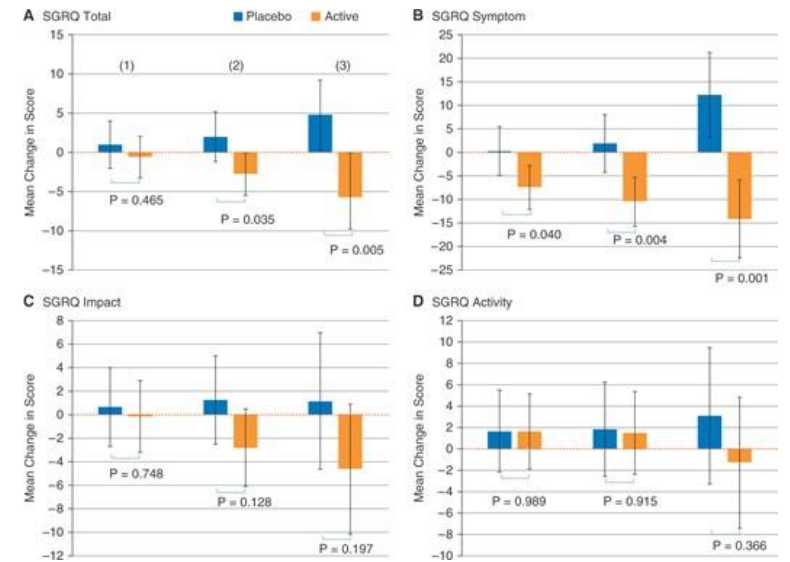 A SGRQ Total
Placebo Active
Mean Change in Score
15
10
5
0
−5
−10
−15
(1) (2) (3)
P = 0.465
P = 0.035
P = 0.005
B SGRQ Symptom
Mean Change in Score
25
20
15
10
5
0
−5
−10
−15
−20
−25
P = 0.040
P = 0.004
P = 0.001
C SGRQ Impact
Mean Change in Score
8
6
4
2
0
−2
−4
−6
−8
−10
−12
P = 0.748
P = 0.128
P = 0.197
D SGRQ Activity
Mean Change in Score
12
10
8
6
4
2
0
−2
−4
−6
−8
−10
P = 0.989
P = 0.915
P = 0.366